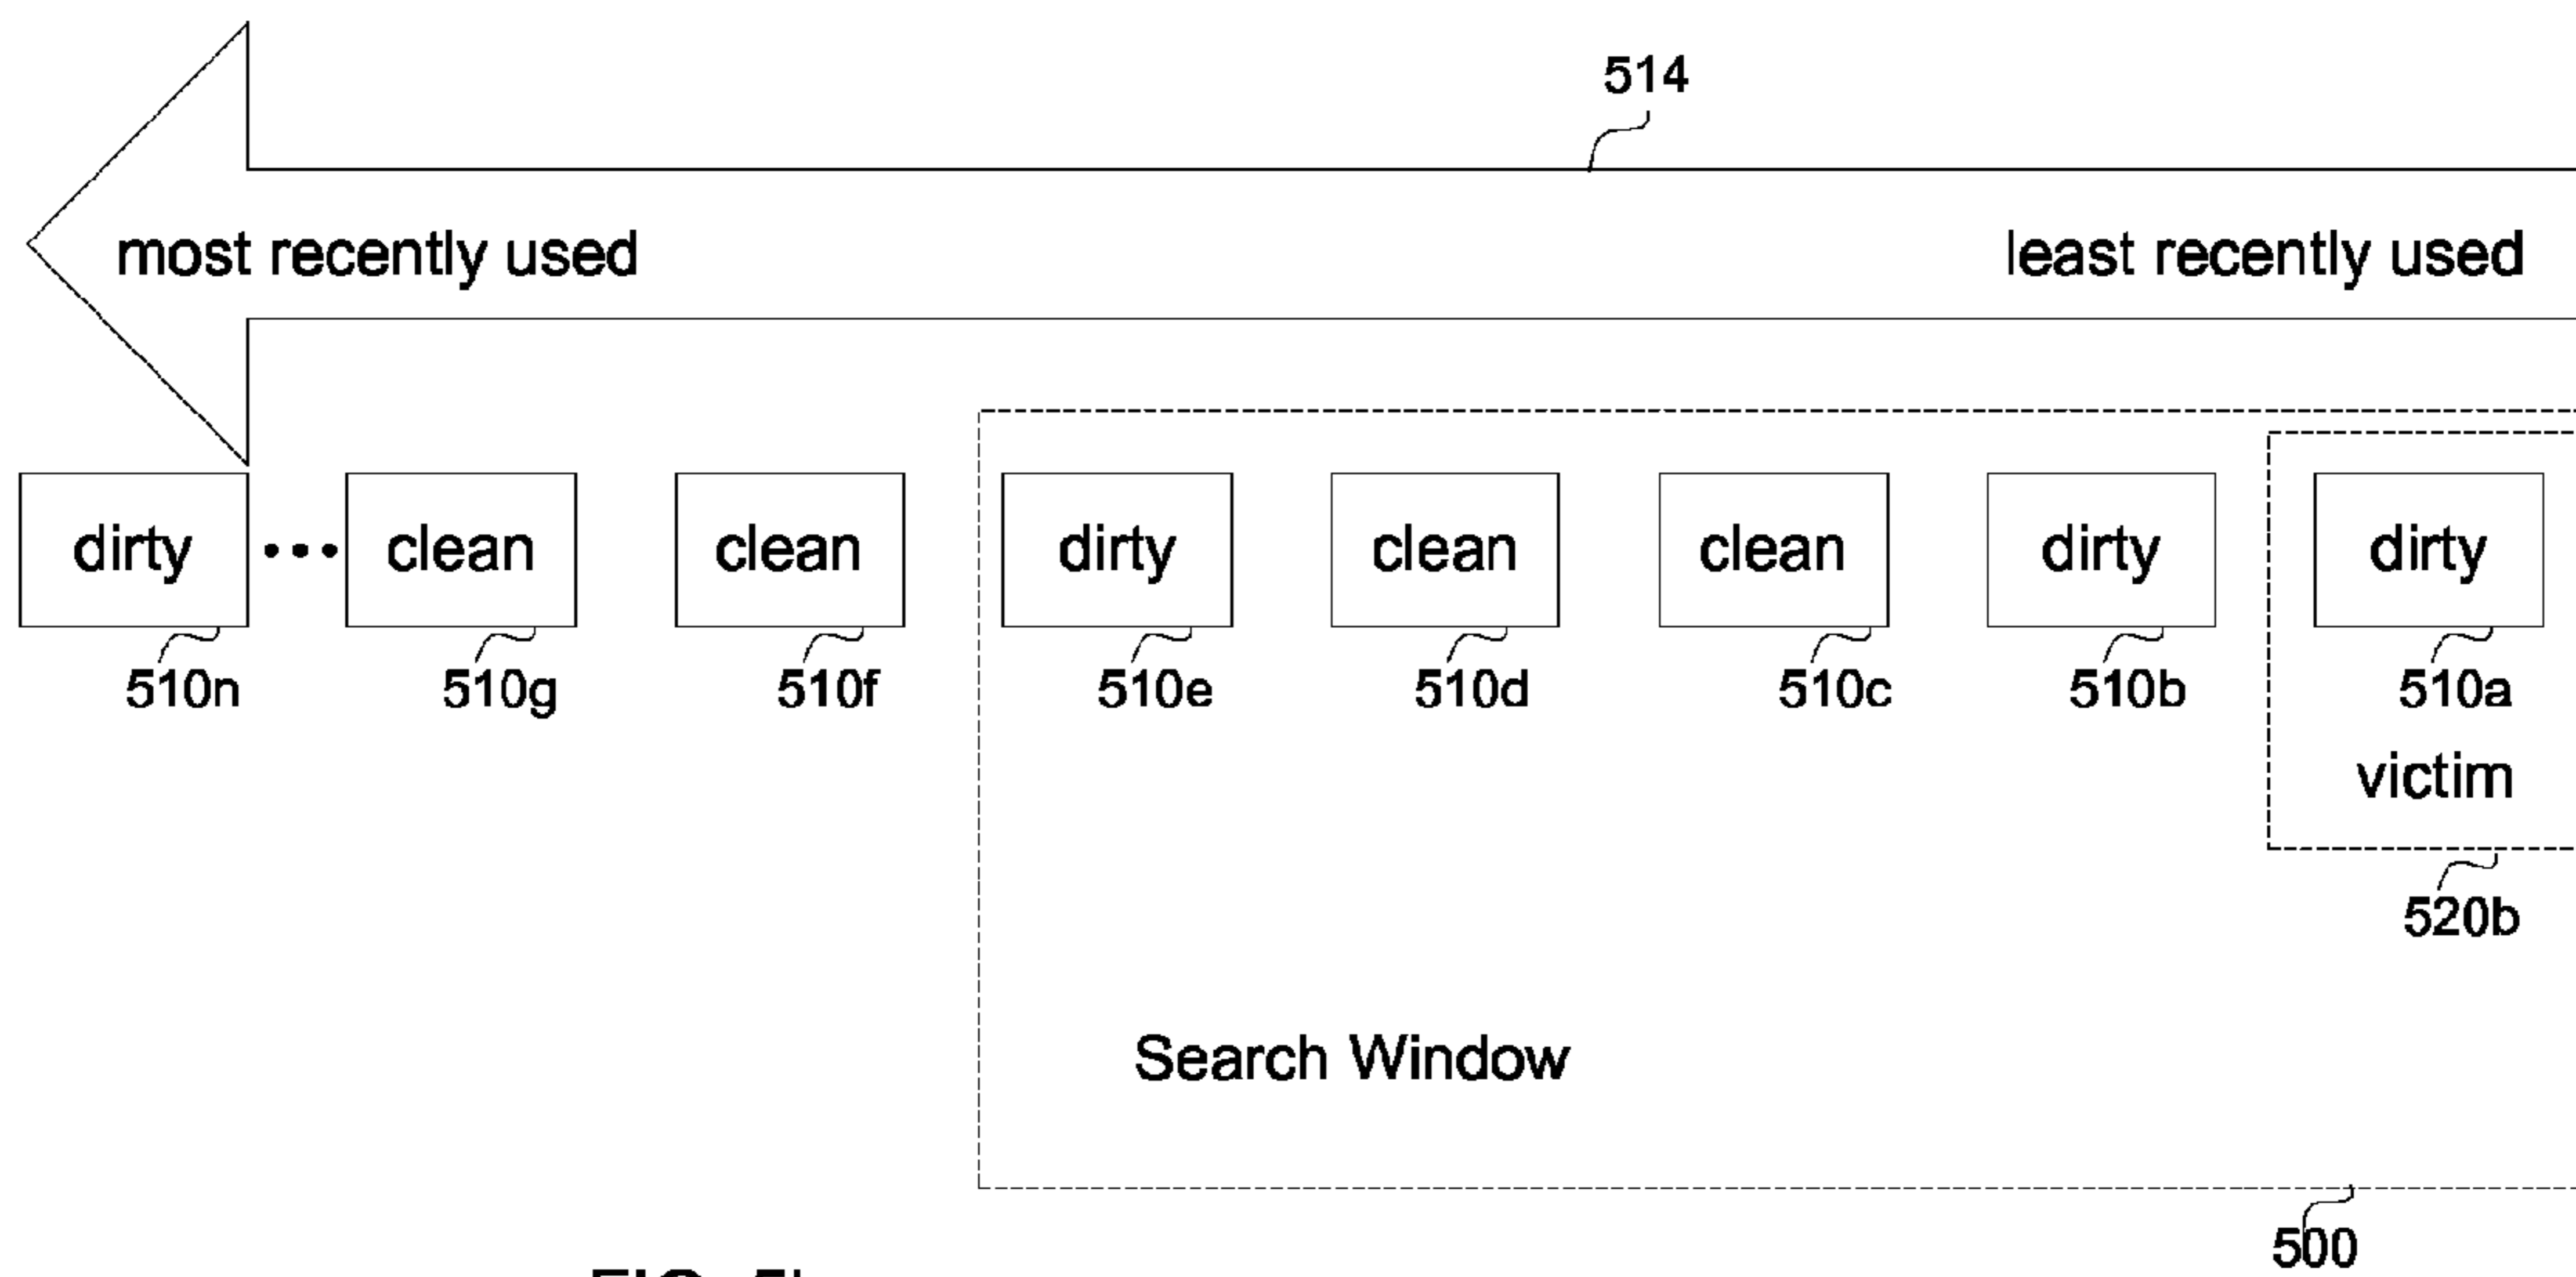 514
most recently used least recently used
dirty ••• clean clean dirty clean clean dirty dirty
510n 510g 510f 510e 510d 510c 510b 510a
victim
520b
Search Window
500